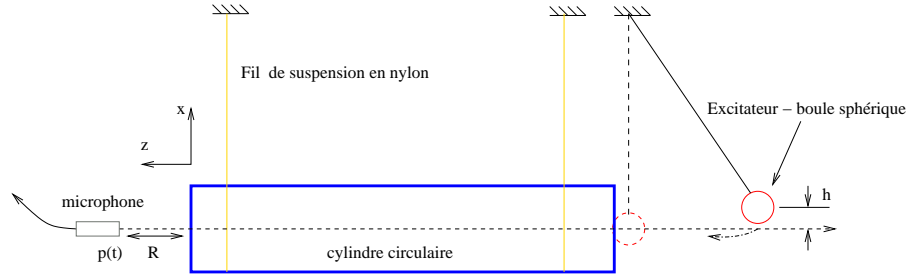 Fil de suspension en nylon
Excitateur – boule sphérique
x
z
h
microphone
p(t)
R
cylindre circulaire